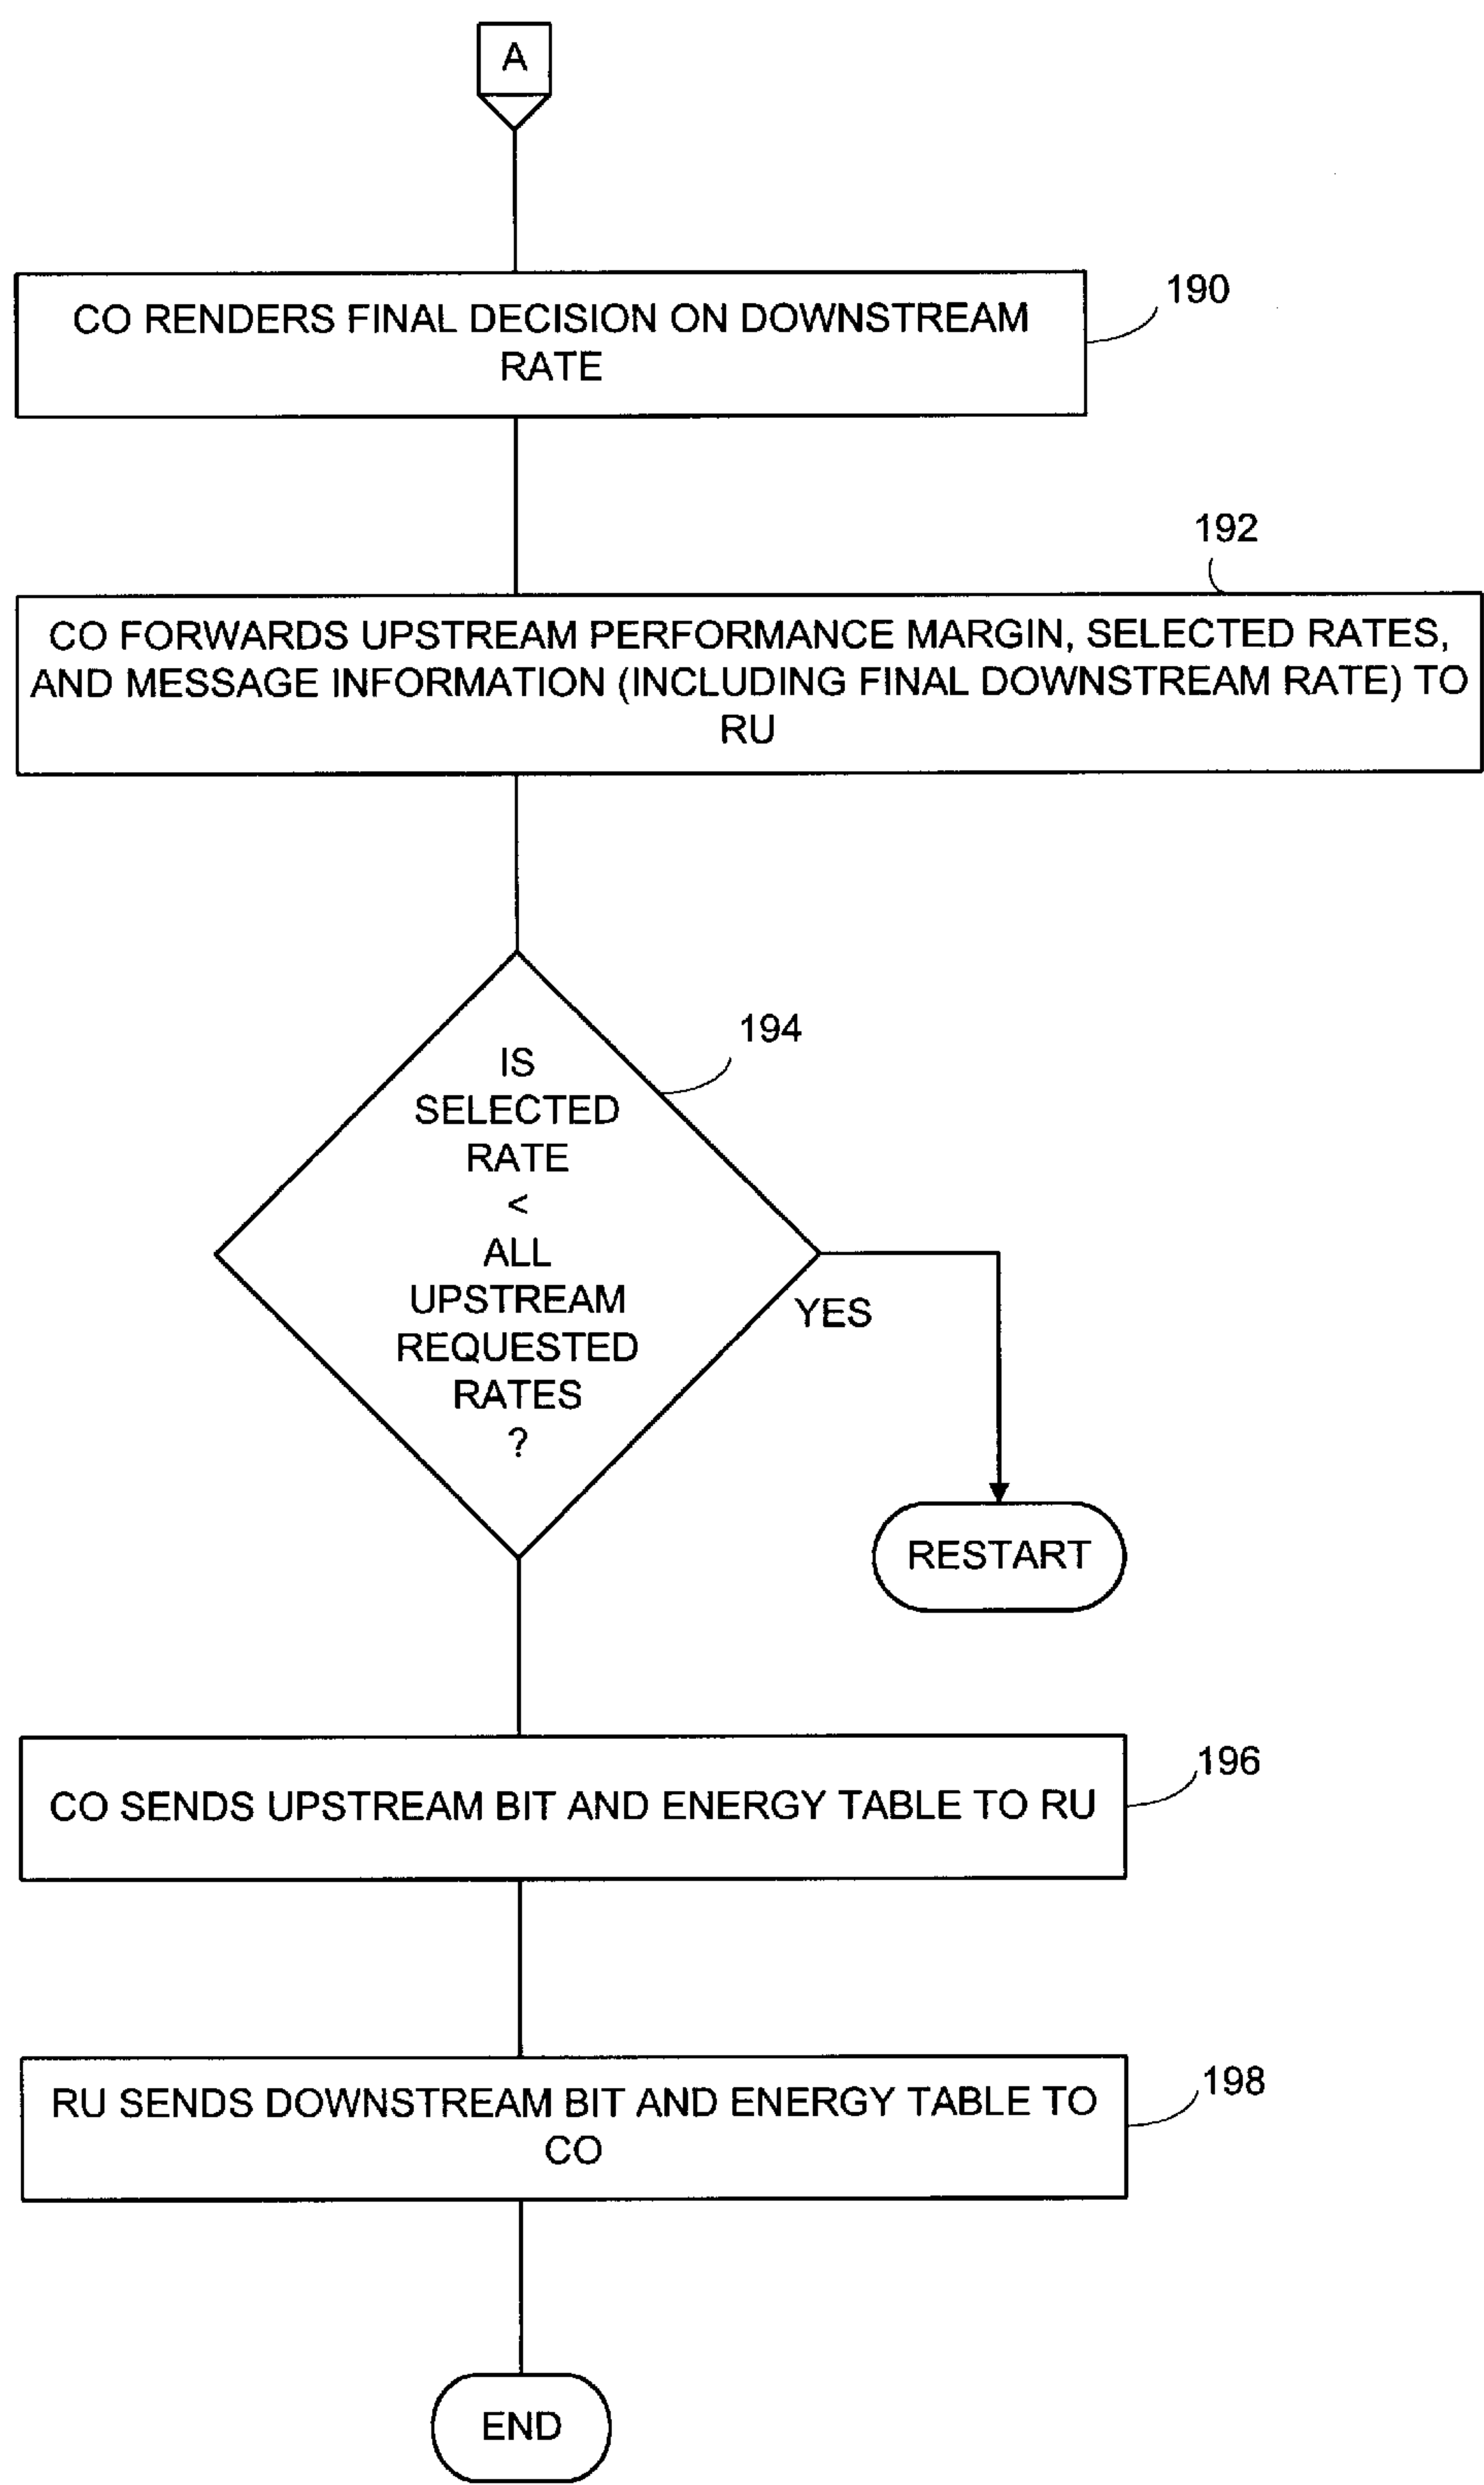 A
CO RENDERS FINAL DECISION ON DOWNSTREAM
RATE
190
192
CO FORWARDS UPSTREAM PERFORMANCE MARGIN, SELECTED RATES,
AND MESSAGE INFORMATION (INCLUDING FINAL DOWNSTREAM RATE) TO
RU
194
IS
SELECTED
RATE
<
ALL
UPSTREAM
REQUESTED
RATES
?
YES
RESTART
196
CO SENDS UPSTREAM BIT AND ENERGY TABLE TO RU
198
RU SENDS DOWNSTREAM BIT AND ENERGY TABLE TO
CO
END